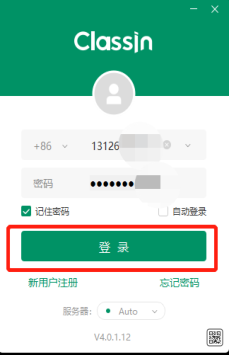 ClassIn
+86 13126
密码
记住密码 自动登录
登 录
新用户注册 忘记密码
服务器： Auto
V4.0.1.12